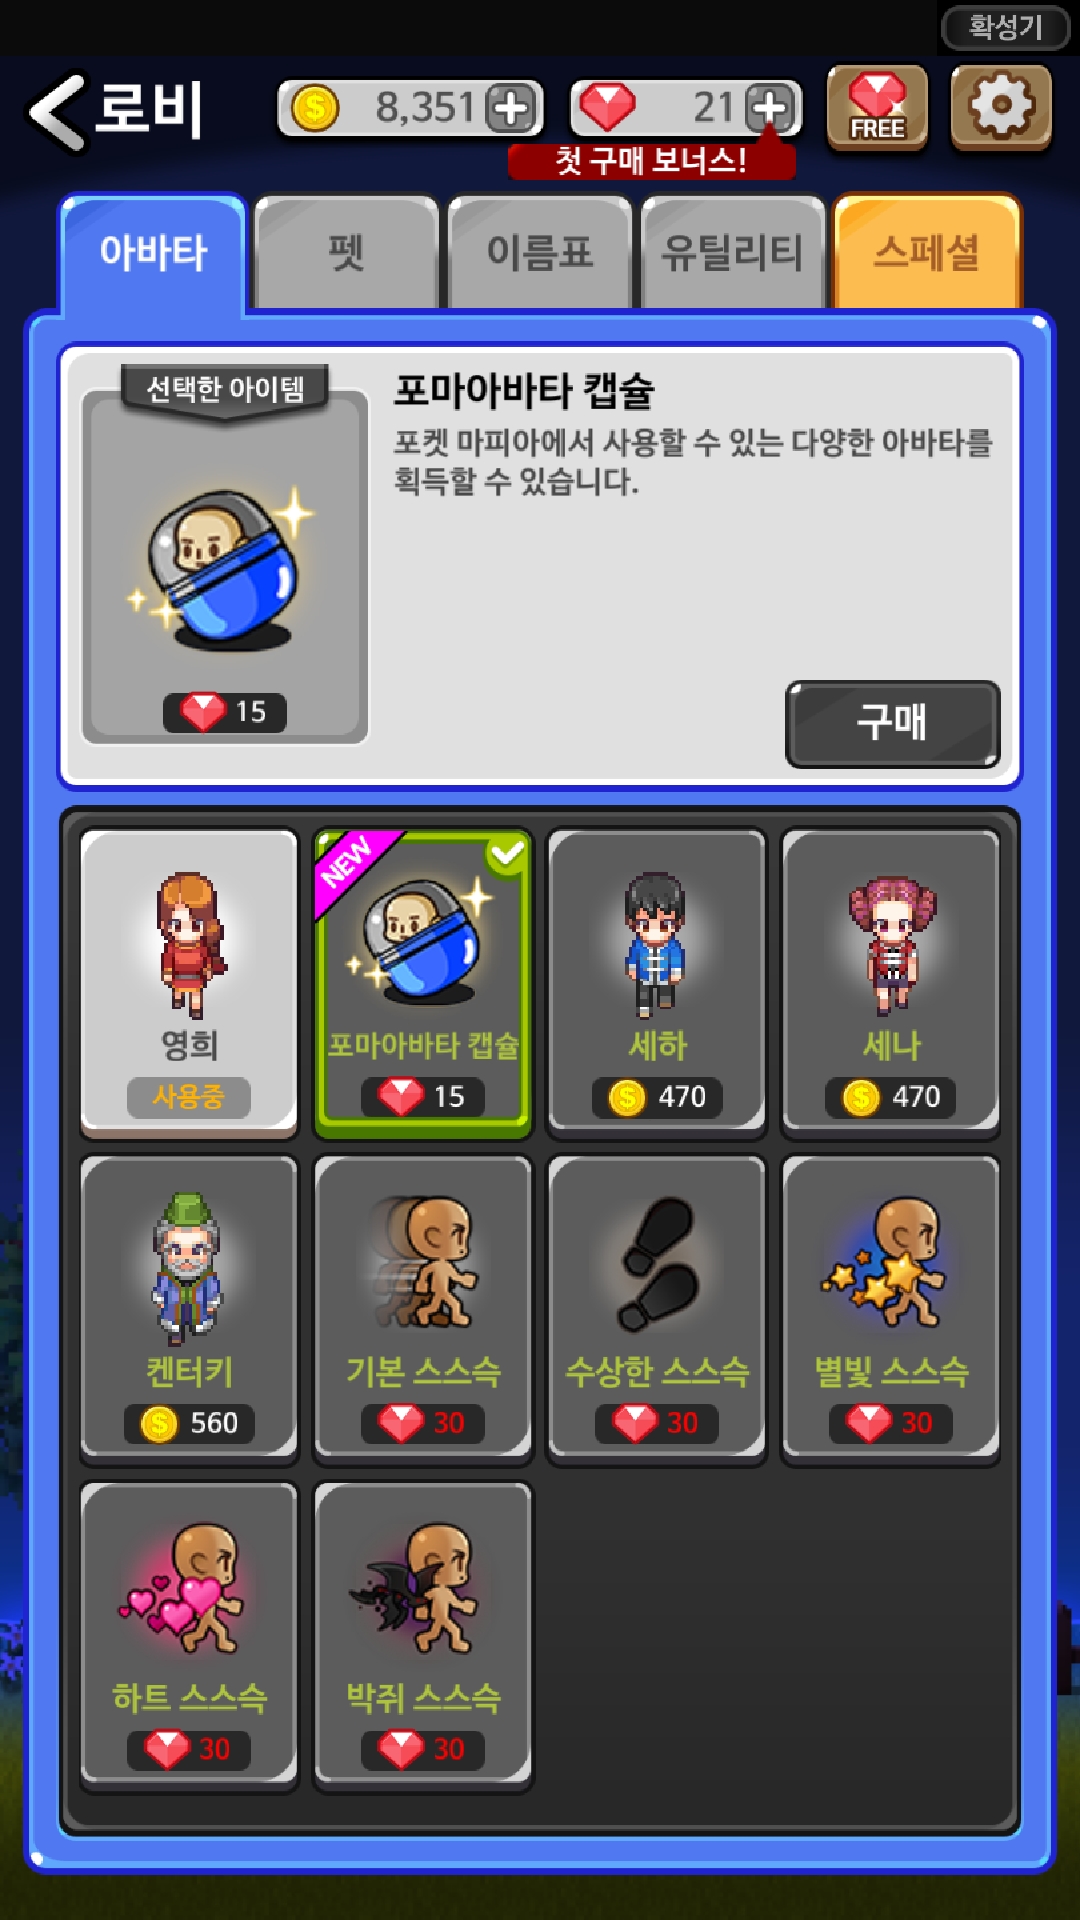 확성기
로비
8,351
21
FREE
첫 구매 보너스!
아바타
펫
이름표
유틸리티
스페셜
선택한 아이템
포마아바타 캡슐
포켓 마피아에서 사용할 수 있는 다양한 아바타를
획득할 수 있습니다.
15
구매
NEW
영희
포마아바타 캡슐
세하
세나
사용중
15
470
470
켄터키
기본 스스슥
수상한 스스슥
별빛 스스슥
560
30
30
30
하트 스스슥
박쥐 스스슥
30
30